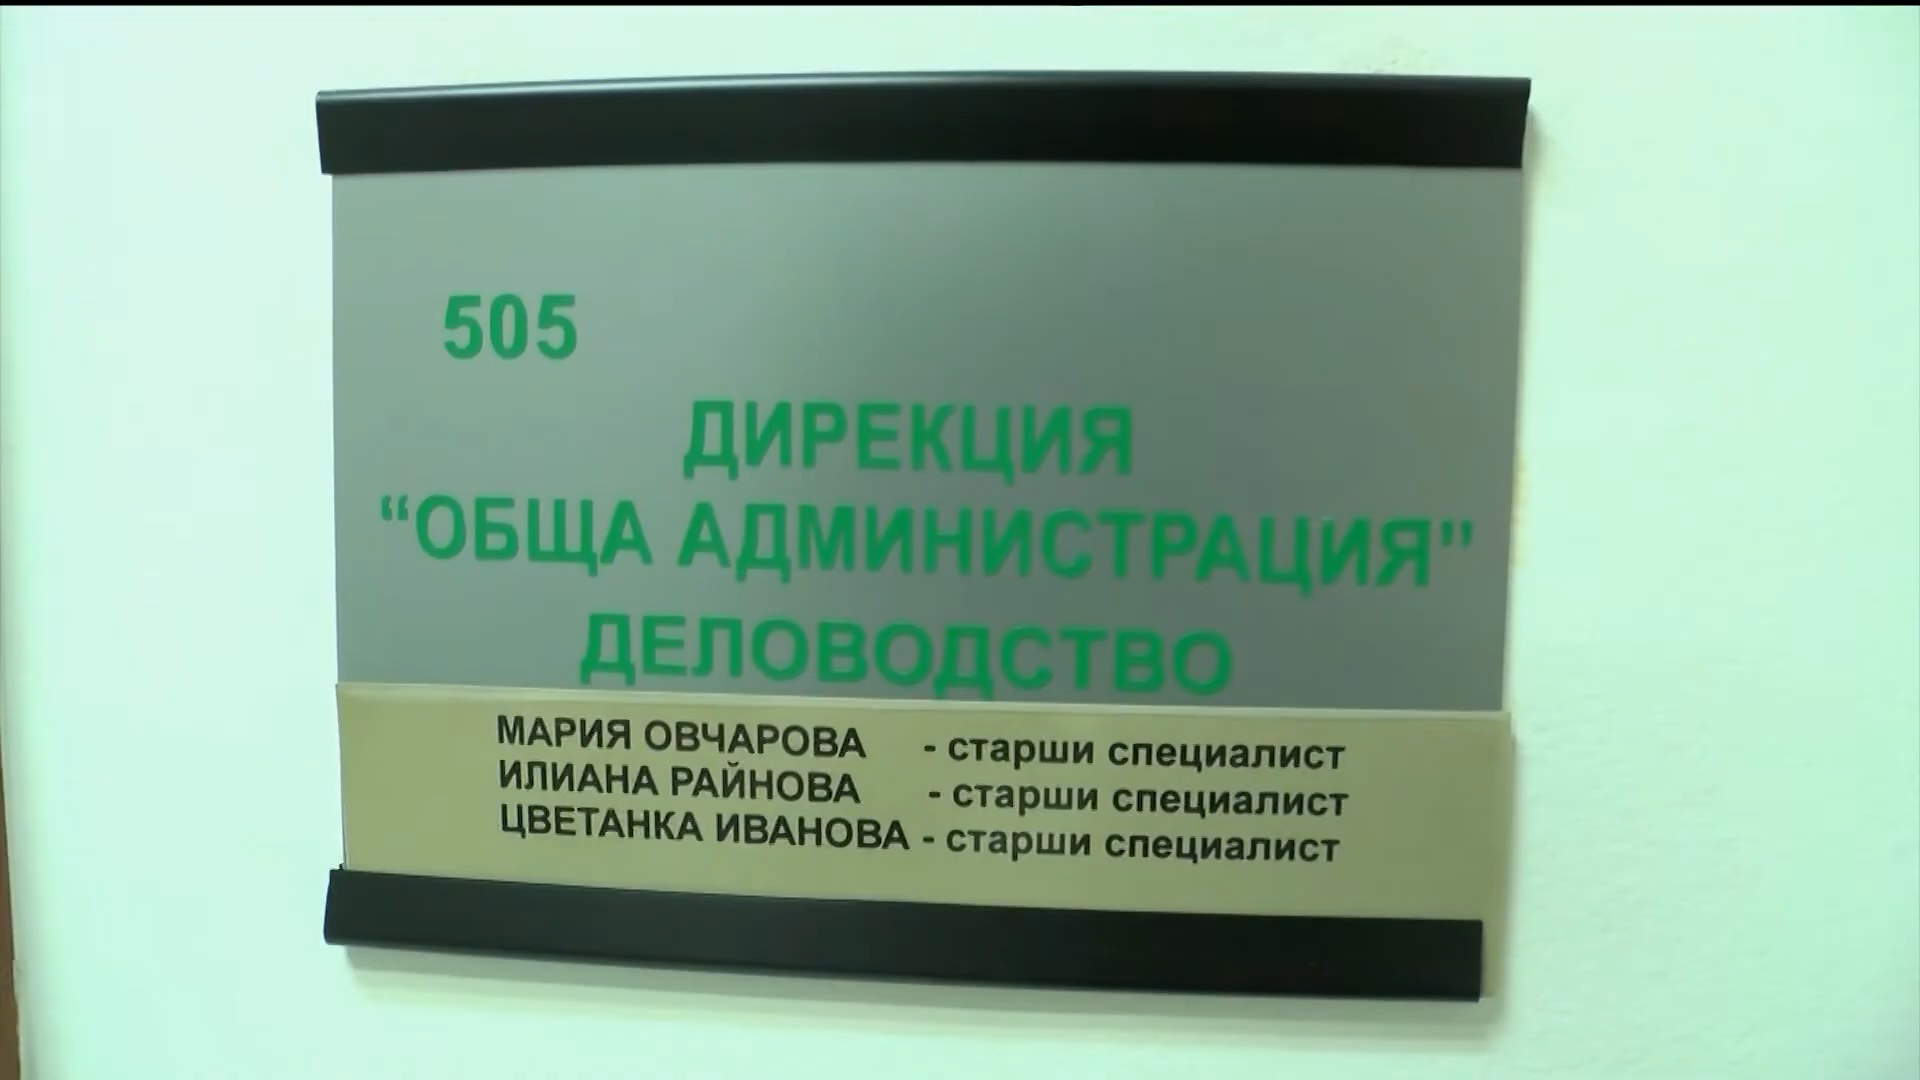 505
ДИРЕКЦИЯ
“ОБЩА АДМИНИСТРАЦИЯ”
ДЕЛОВОДСТВО
МАРИЯ ОВЧАРОВА - старши специалист
ИЛИАНА РАЙНОВА - старши специалист
ЦВЕТАНКА ИВАНОВА - старши специалист